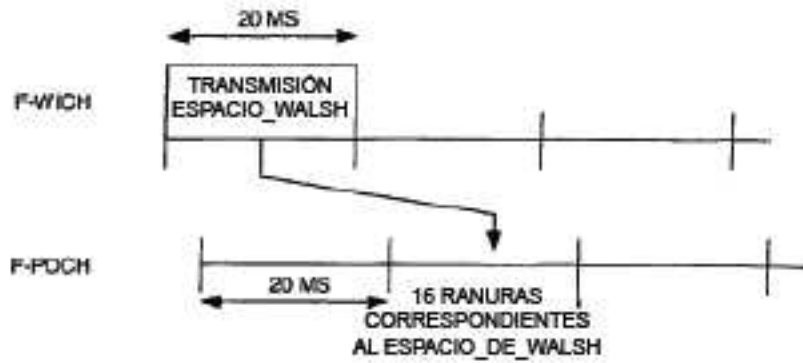 20 MS
F-WICH
TRANSMISIÓN
ESPACIO_WALSH
F-PDCH
20 MS
16 RANURAS
CORRESPONDIENTES
AL ESPACIO_DE_WALSH